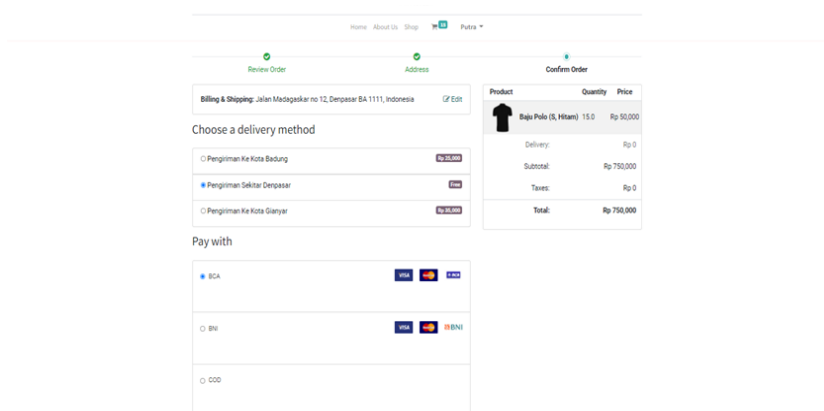 Home About Us Shop Putra
Review Order Address Confirm Order
Billing & Shipping: Jalan Madagaskar no 12, Denpasar BA 1111, Indonesia Edit
Choose a delivery method
Pengiriman Ke Kota Badung Rp 25,000
Pengiriman Sekitar Denpasar Free
Pengiriman Ke Kota Gianyar Rp 25,000
Pay with
BCA VISA BCA
BNI VISA BNI
COD
Product Quantity Price
Baju Polo (S, Hitam) 15.0 Rp 50,000
Delivery: Rp 0
Subtotal: Rp 750,000
Taxes: Rp 0
Total: Rp 750,000